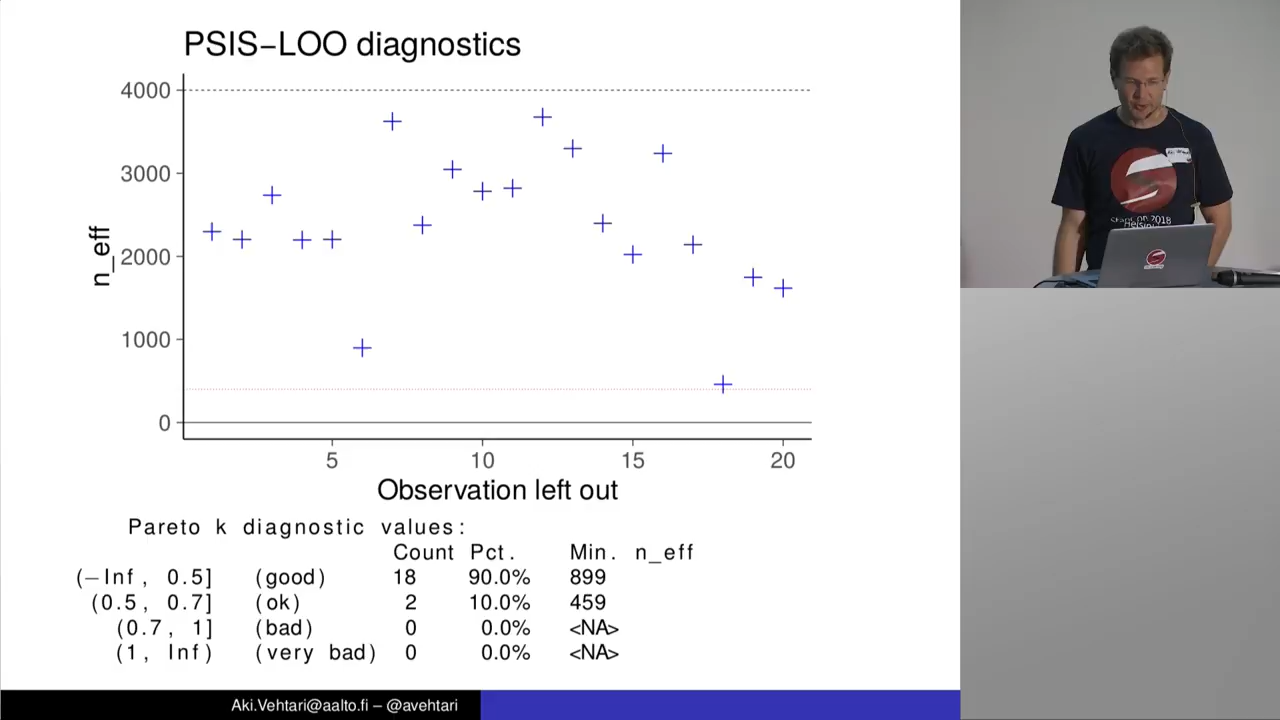 PSIS−LOO diagnostics
4000
3000
2000
1000
0
n_eff
5 10 15 20
Observation left out
Pareto k diagnostic values:
Count Pct. Min. n_eff
(−Inf, 0.5] (good) 18 90.0% 899
(0.5, 0.7] (ok) 2 10.0% 459
(0.7, 1] (bad) 0 0.0% <NA>
(1, Inf) (very bad) 0 0.0% <NA>
Aki.Vehtari@aalto.fi – @avehtari
StanCon 2018
Helsinki